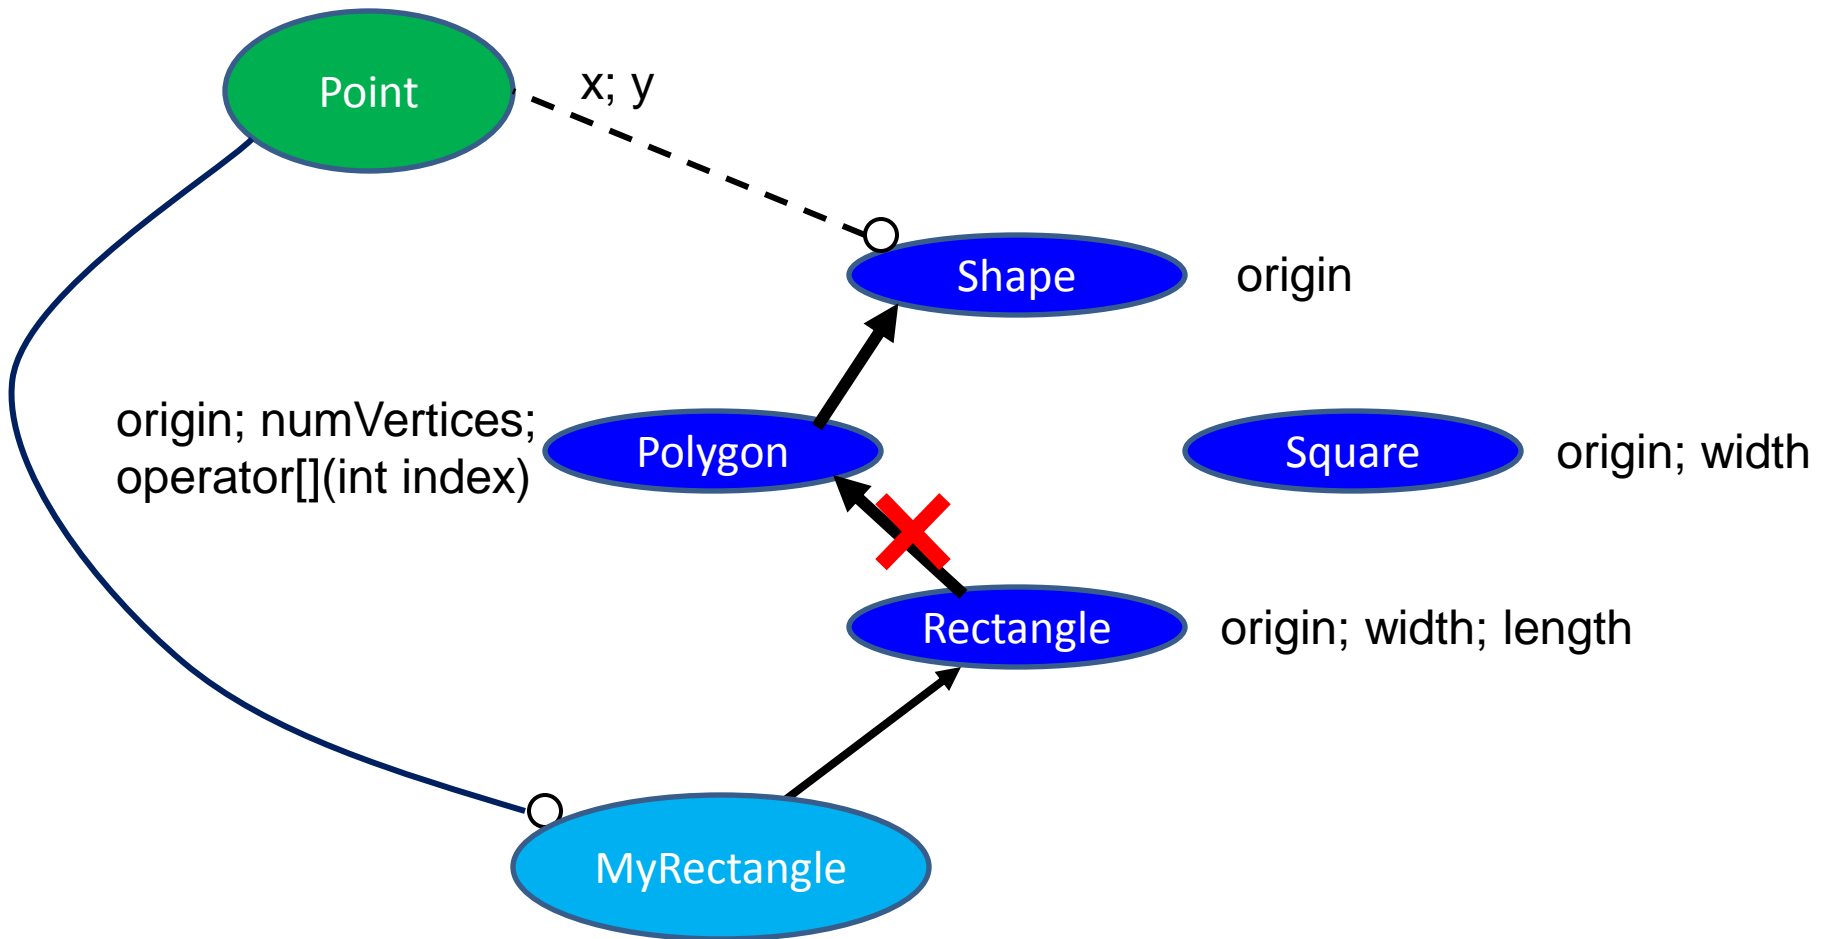 Point
x; y
Shape
origin
origin; numVertices;
operator[](int index)
Polygon
Square
origin; width
Rectangle
origin; width; length
MyRectangle